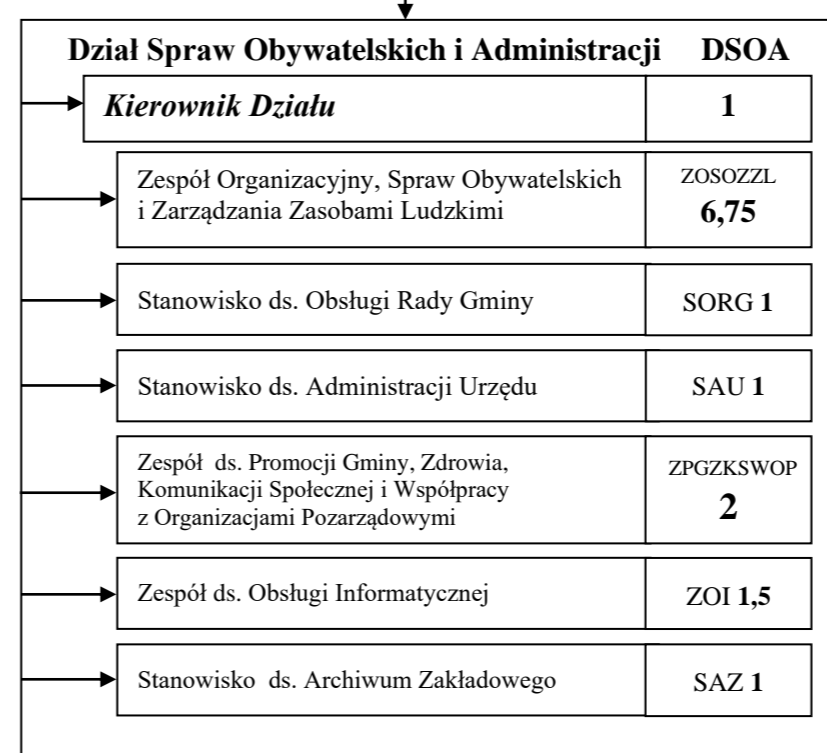 Dział Spraw Obywatelskich i Administracji DSOA
Kierownik Działu 1
Zespół Organizacyjny, Spraw Obywatelskich
i Zarządzania Zasobami Ludzkimi
ZOSOZZL
6,75
Stanowisko ds. Obsługi Rady Gminy SORG 1
Stanowisko ds. Administracji Urzędu SAU 1
Zespół ds. Promocji Gminy, Zdrowia,
Komunikacji Społecznej i Współpracy
z Organizacjami Pozarządowymi
ZPGZKSWOP
2
Zespół ds. Obsługi Informatycznej ZOI 1,5
Stanowisko ds. Archiwum Zakładowego SAZ 1